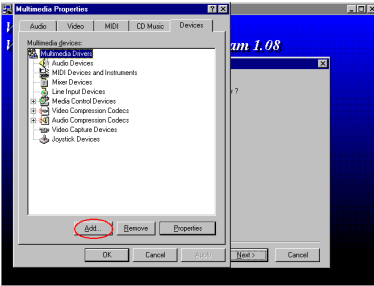 Multimedia Properties
Audio Video MIDI CD Music Devices
Multimedia devices:
am 1.08
Multimedia Drivers
Audio Devices
MIDI Devices and Instruments
Mixer Devices
Line Input Devices
Media Control Devices
Video Compression Codecs
Audio Compression Codecs
Video Capture Devices
Joystick Devices
?
Add... Remove Properties
OK Cancel Apply
Next > Cancel